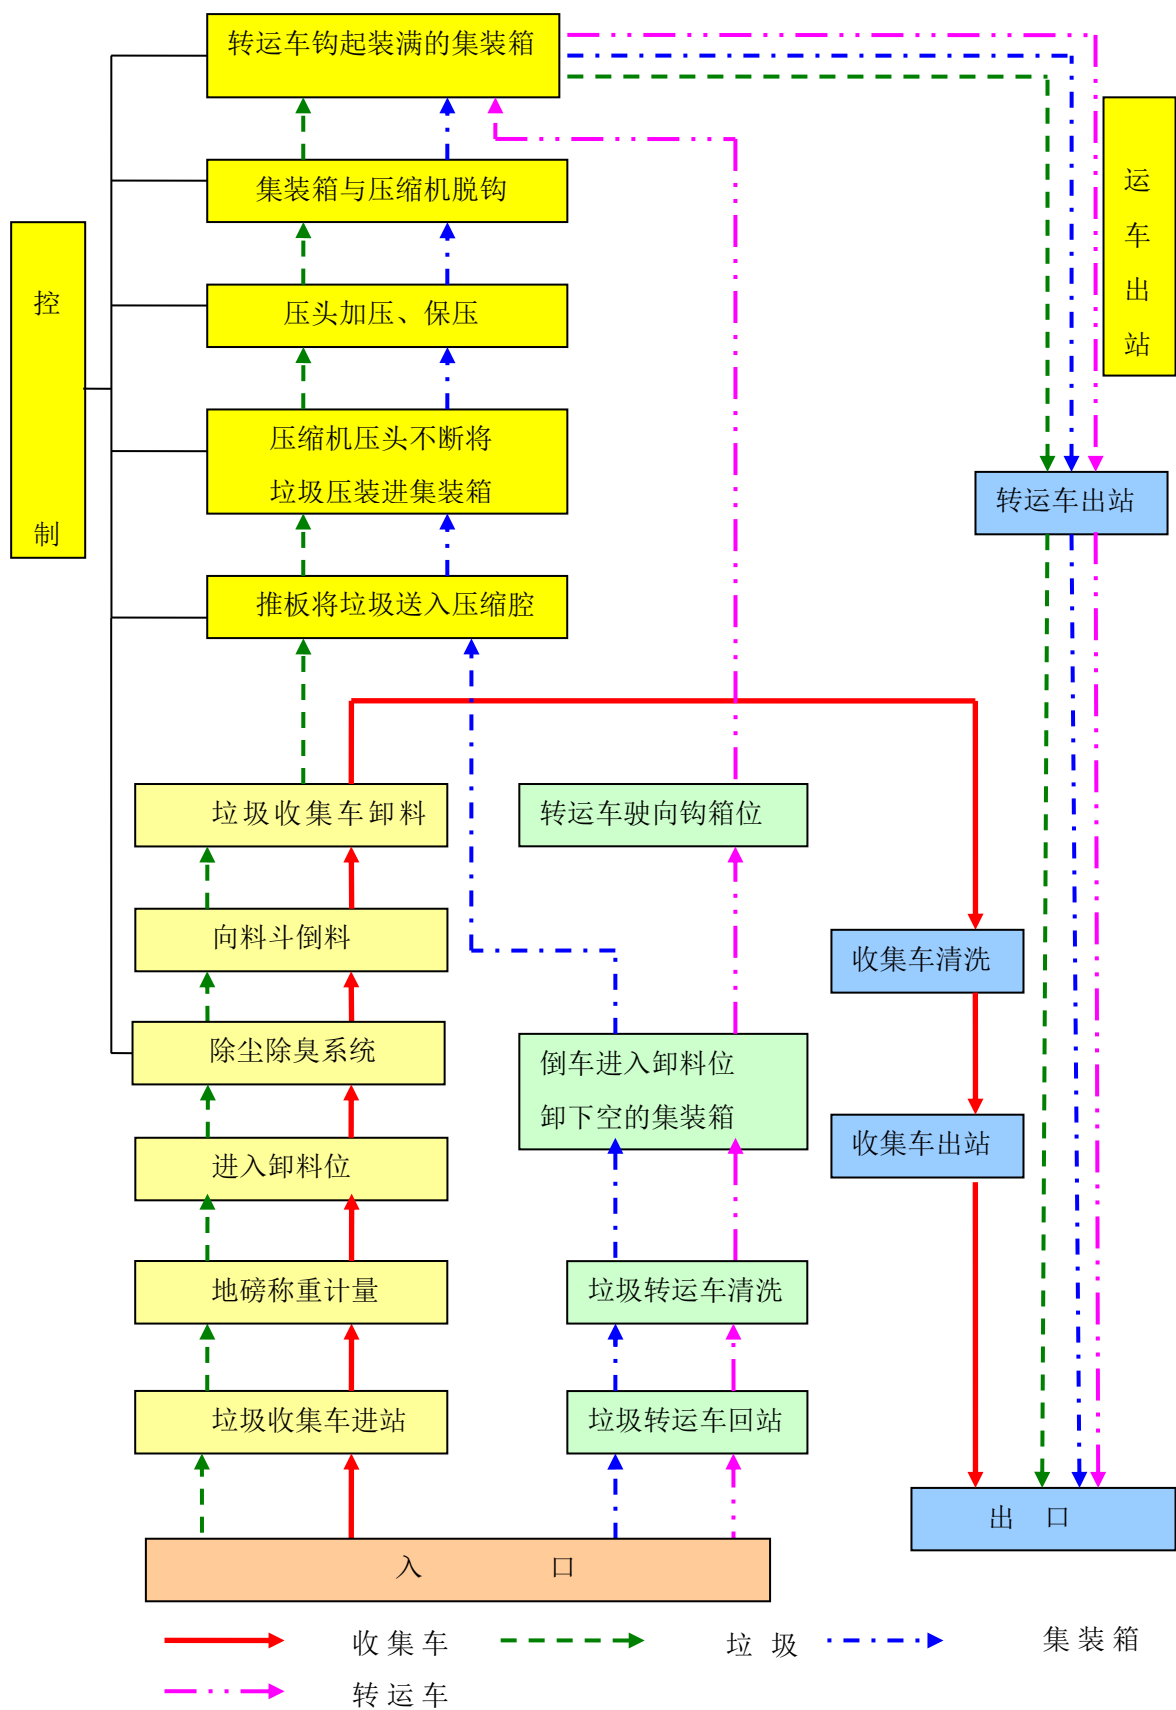 转运车钩起装满的集装箱
集装箱与压缩机脱钩
压头加压、保压
压缩机压头不断将
垃圾压装进集装箱
推板将垃圾送入压缩腔
控
制
运
车
出
站
转运车出站
垃圾收集车卸料
向料斗倒料
除尘除臭系统
进入卸料位
地磅称重计量
垃圾收集车进站
转运车驶向钩箱位
倒车进入卸料位
卸下空的集装箱
垃圾转运车清洗
垃圾转运车回站
收集车清洗
收集车出站
出 口
入 口
收集车
垃 圾
集装箱
转运车